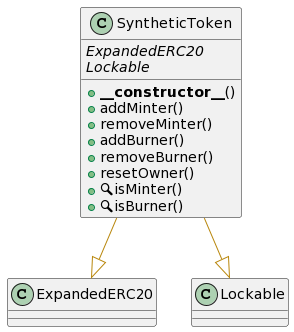 C SyntheticToken
ExpandedERC20
Lockable
__constructor__()
addMinter()
removeMinter()
addBurner()
removeBurner()
resetOwner()
🔍isMinter()
🔍isBurner()
C ExpandedERC20
C Lockable